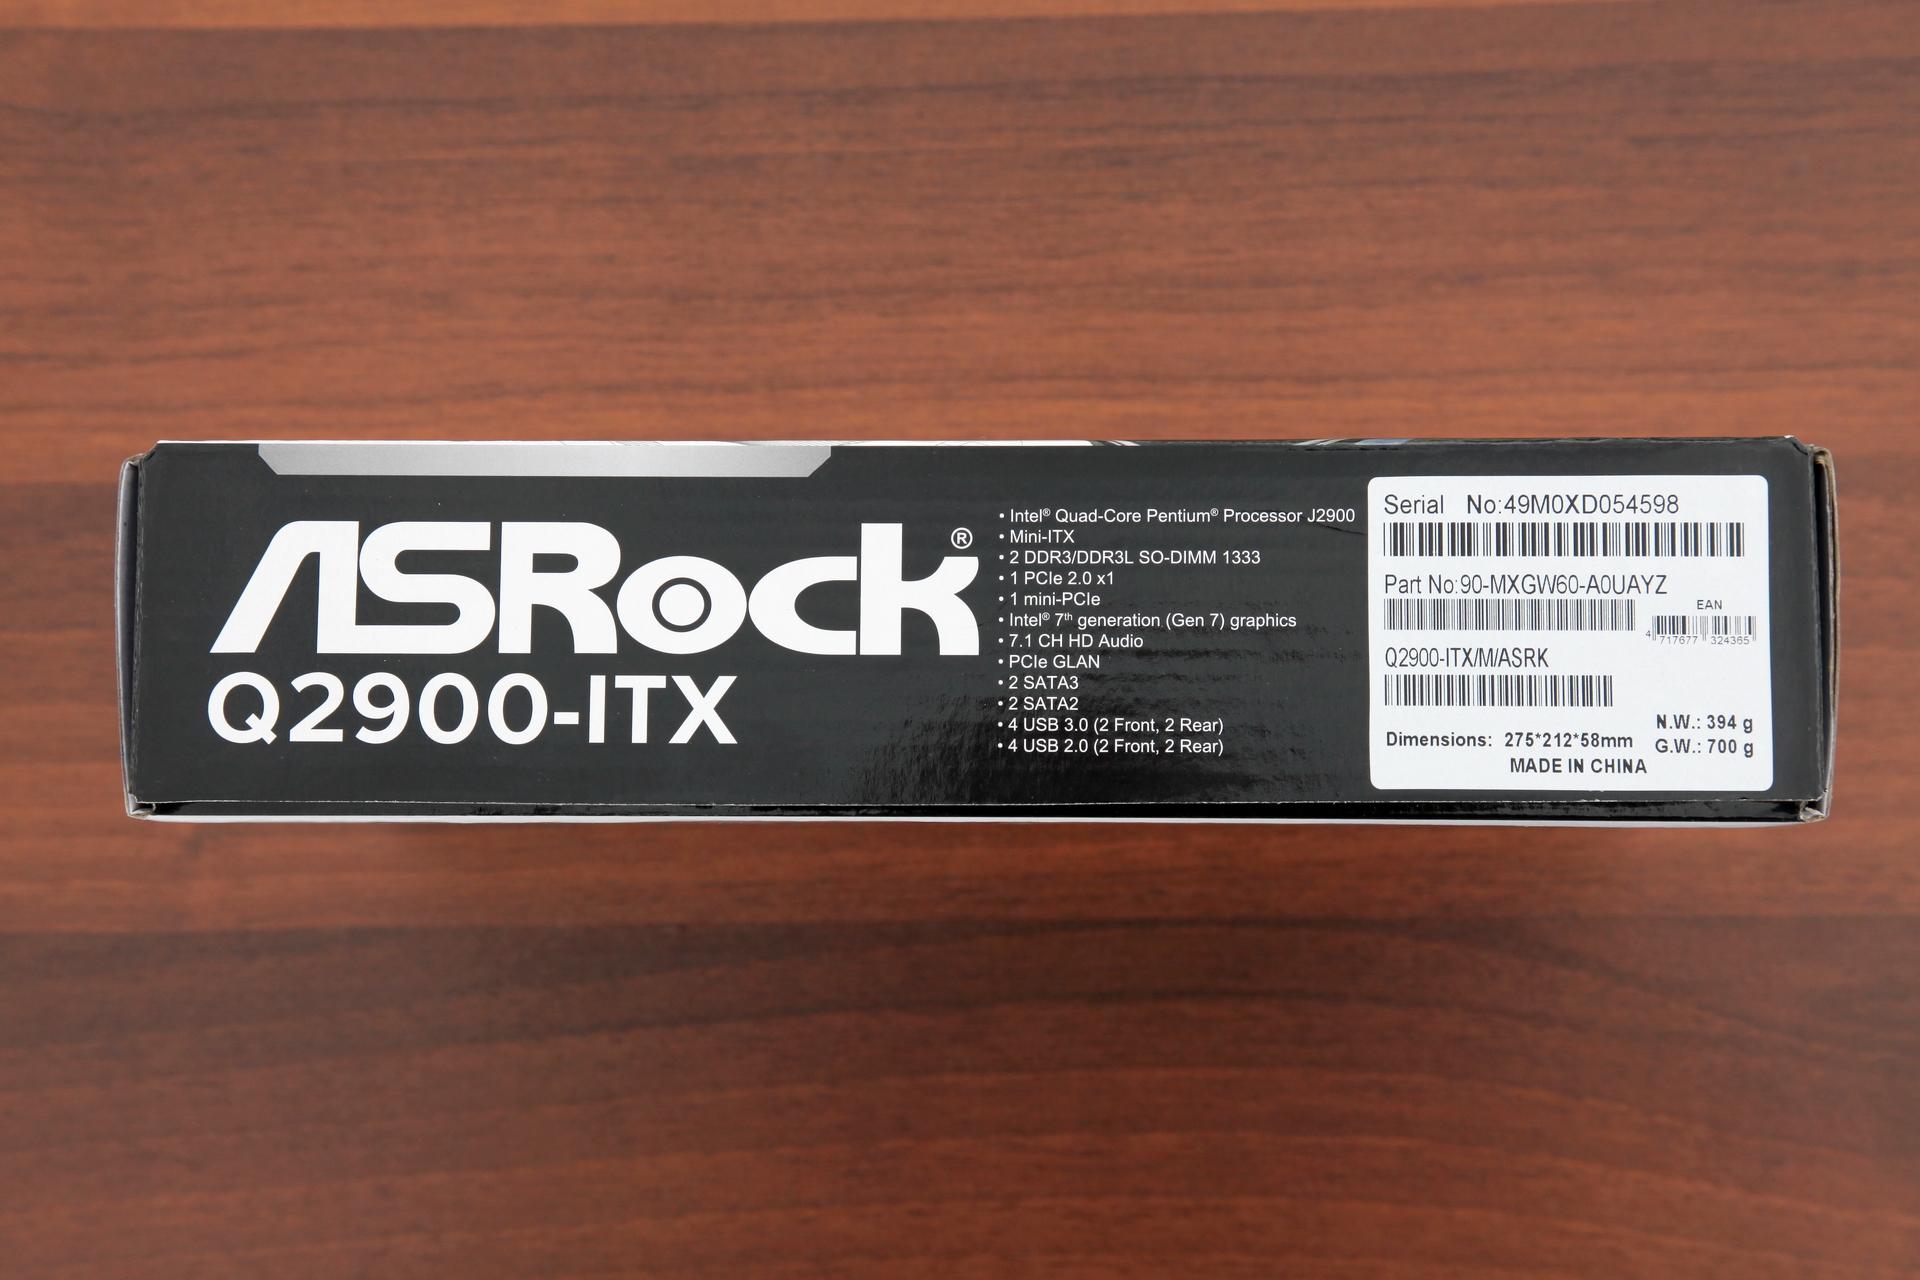 ASRock®
Q2900-ITX
• Intel® Quad-Core Pentium® Processor J2900
• Mini-ITX
• 2 DDR3/DDR3L SO-DIMM 1333
• 1 PCIe 2.0 x1
• 1 mini-PCIe
• Intel® 7th generation (Gen 7) graphics
• 7.1 CH HD Audio
• PCIe GLAN
• 2 SATA3
• 2 SATA2
• 4 USB 3.0 (2 Front, 2 Rear)
• 4 USB 2.0 (2 Front, 2 Rear)
Serial No:49M0XD054598
Part No:90-MXGW60-A0UAYZ
EAN
4 717677 324365
Q2900-ITX/M/ASRK
N.W.: 394 g
Dimensions: 275*212*58mm G.W.: 700 g
MADE IN CHINA